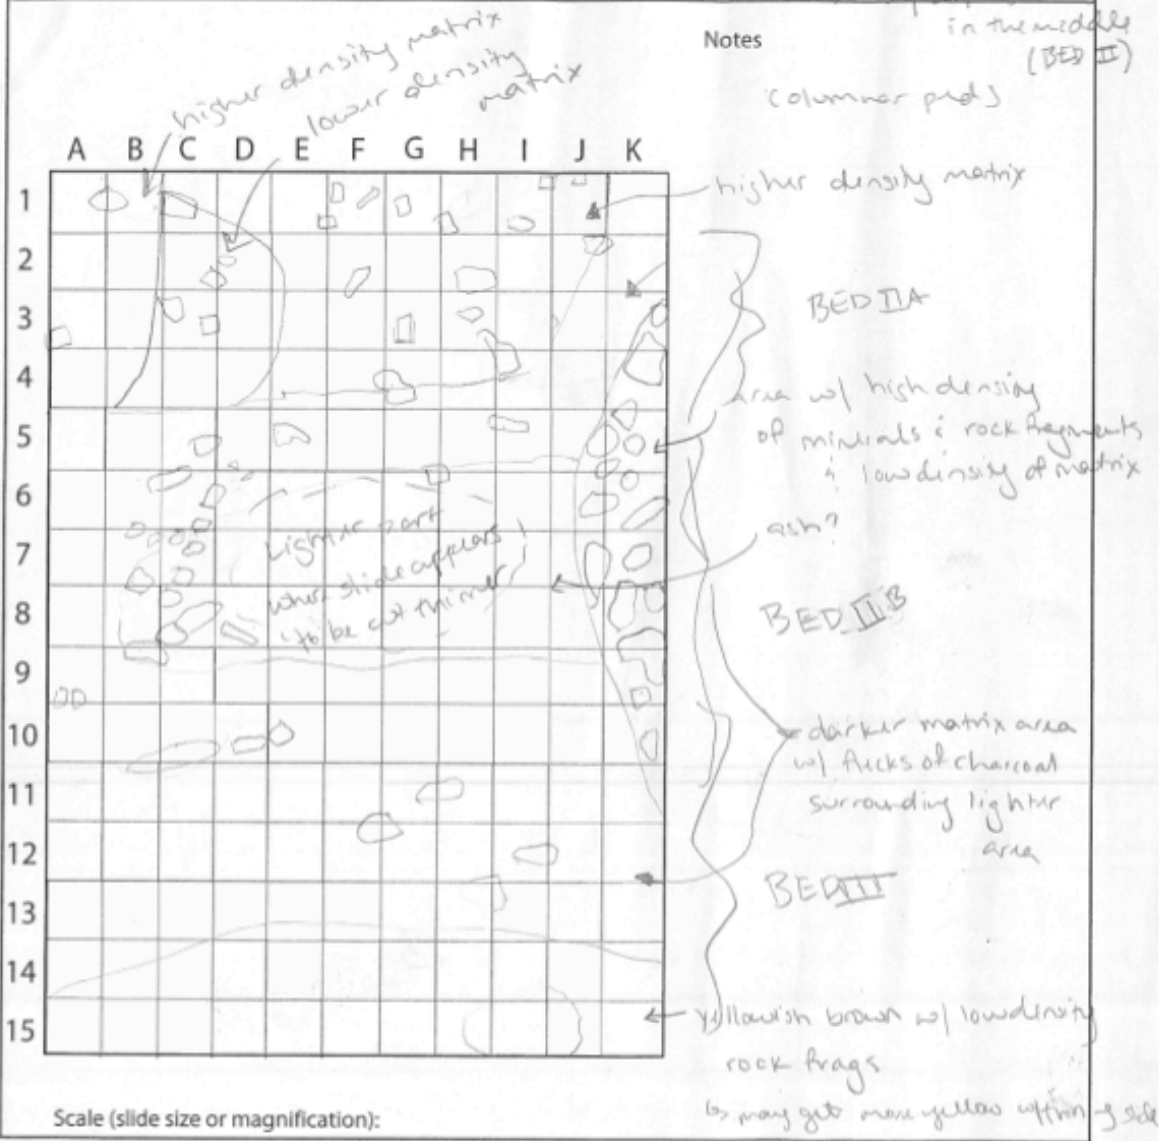 in the middle
(BED II)
Notes
columnar peds
higher density matrix
lower density
matrix
A B C D E F G H I J K
1
2
3
4
5
6
7
8
9
10
11
12
13
14
15
higher density matrix
BED IIA
area w/ high density
of minerals & rock fragments
& low density of matrix
ash?
Lighter part
where slide appears
to be cut thinner
BED II B
darker matrix area
w/ flecks of charcoal
surrounding lighter
area
BED III
yellowish brown w/ low density
rock frags
↳ may get more yellow
Scale (slide size or magnification):